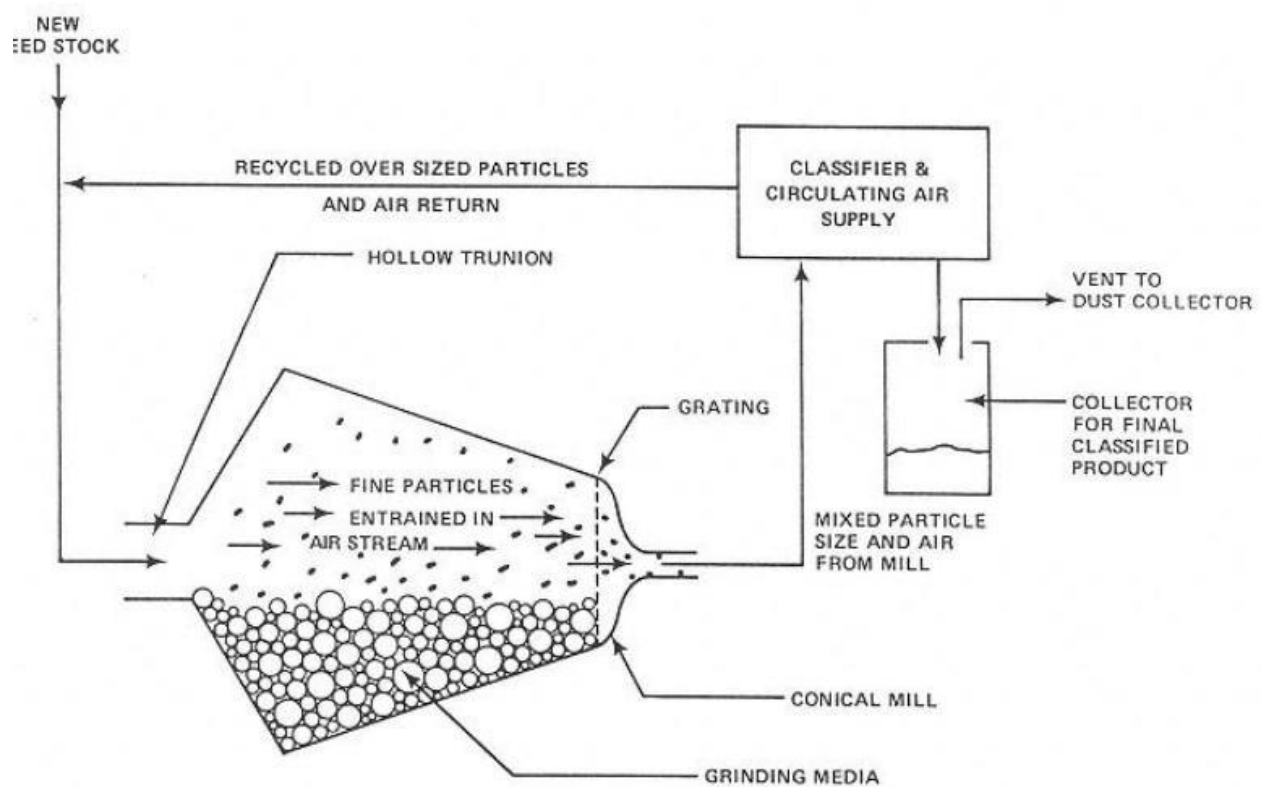 NEW
EED STOCK
RECYCLED OVER SIZED PARTICLES
AND AIR RETURN
CLASSIFIER &
CIRCULATING AIR
SUPPLY
HOLLOW TRUNION
VENT TO
DUST COLLECTOR
GRATING
COLLECTOR
FOR FINAL
CLASSIFIED
PRODUCT
FINE PARTICLES
ENTRAINED IN
AIR STREAM
MIXED PARTICLE
SIZE AND AIR
FROM MILL
CONICAL MILL
GRINDING MEDIA